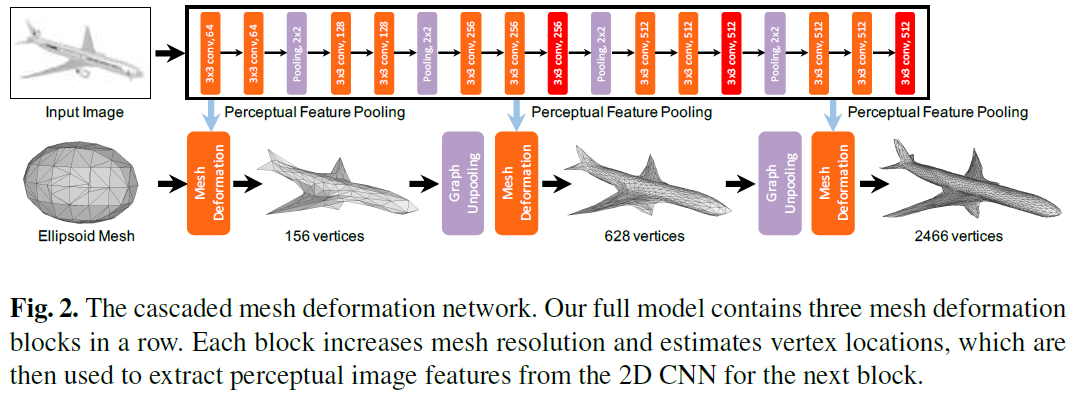 3x3 conv, 64
3x3 conv, 64
Pooling, 2x2
3x3 conv, 128
3x3 conv, 128
Pooling, 2x2
3x3 conv, 256
3x3 conv, 256
3x3 conv, 256
Pooling, 2x2
3x3 conv, 512
3x3 conv, 512
3x3 conv, 512
Pooling, 2x2
3x3 conv, 512
3x3 conv, 512
3x3 conv, 512
Input Image
Perceptual Feature Pooling
Perceptual Feature Pooling
Perceptual Feature Pooling
Mesh
Deformation
Graph
Unpooling
Mesh
Deformation
Graph
Unpooling
Mesh
Deformation
Ellipsoid Mesh
156 vertices
628 vertices
2466 vertices
Fig. 2. The cascaded mesh deformation network. Our full model contains three mesh deformation
blocks in a row. Each block increases mesh resolution and estimates vertex locations, which are
then used to extract perceptual image features from the 2D CNN for the next block.